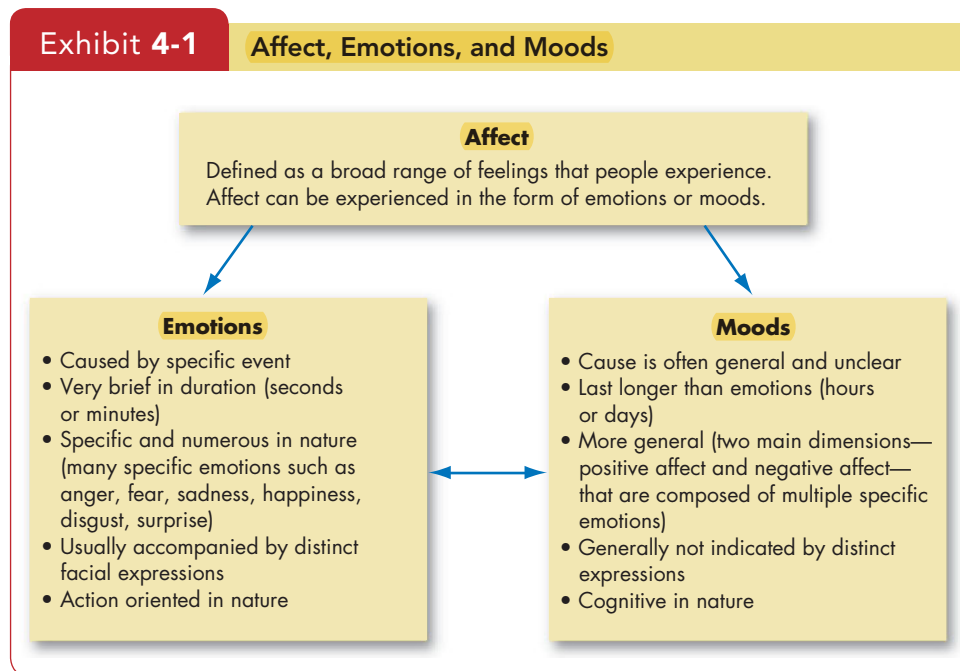 Exhibit 4-1
Affect, Emotions, and Moods
Affect
Defined as a broad range of feelings that people experience.
Affect can be experienced in the form of emotions or moods.
Emotions
• Caused by specific event
• Very brief in duration (seconds
or minutes)
• Specific and numerous in nature
(many specific emotions such as
anger, fear, sadness, happiness,
disgust, surprise)
• Usually accompanied by distinct
facial expressions
• Action oriented in nature
Moods
• Cause is often general and unclear
• Last longer than emotions (hours
or days)
• More general (two main dimensions—
positive affect and negative affect—
that are composed of multiple specific
emotions)
• Generally not indicated by distinct
expressions
• Cognitive in nature